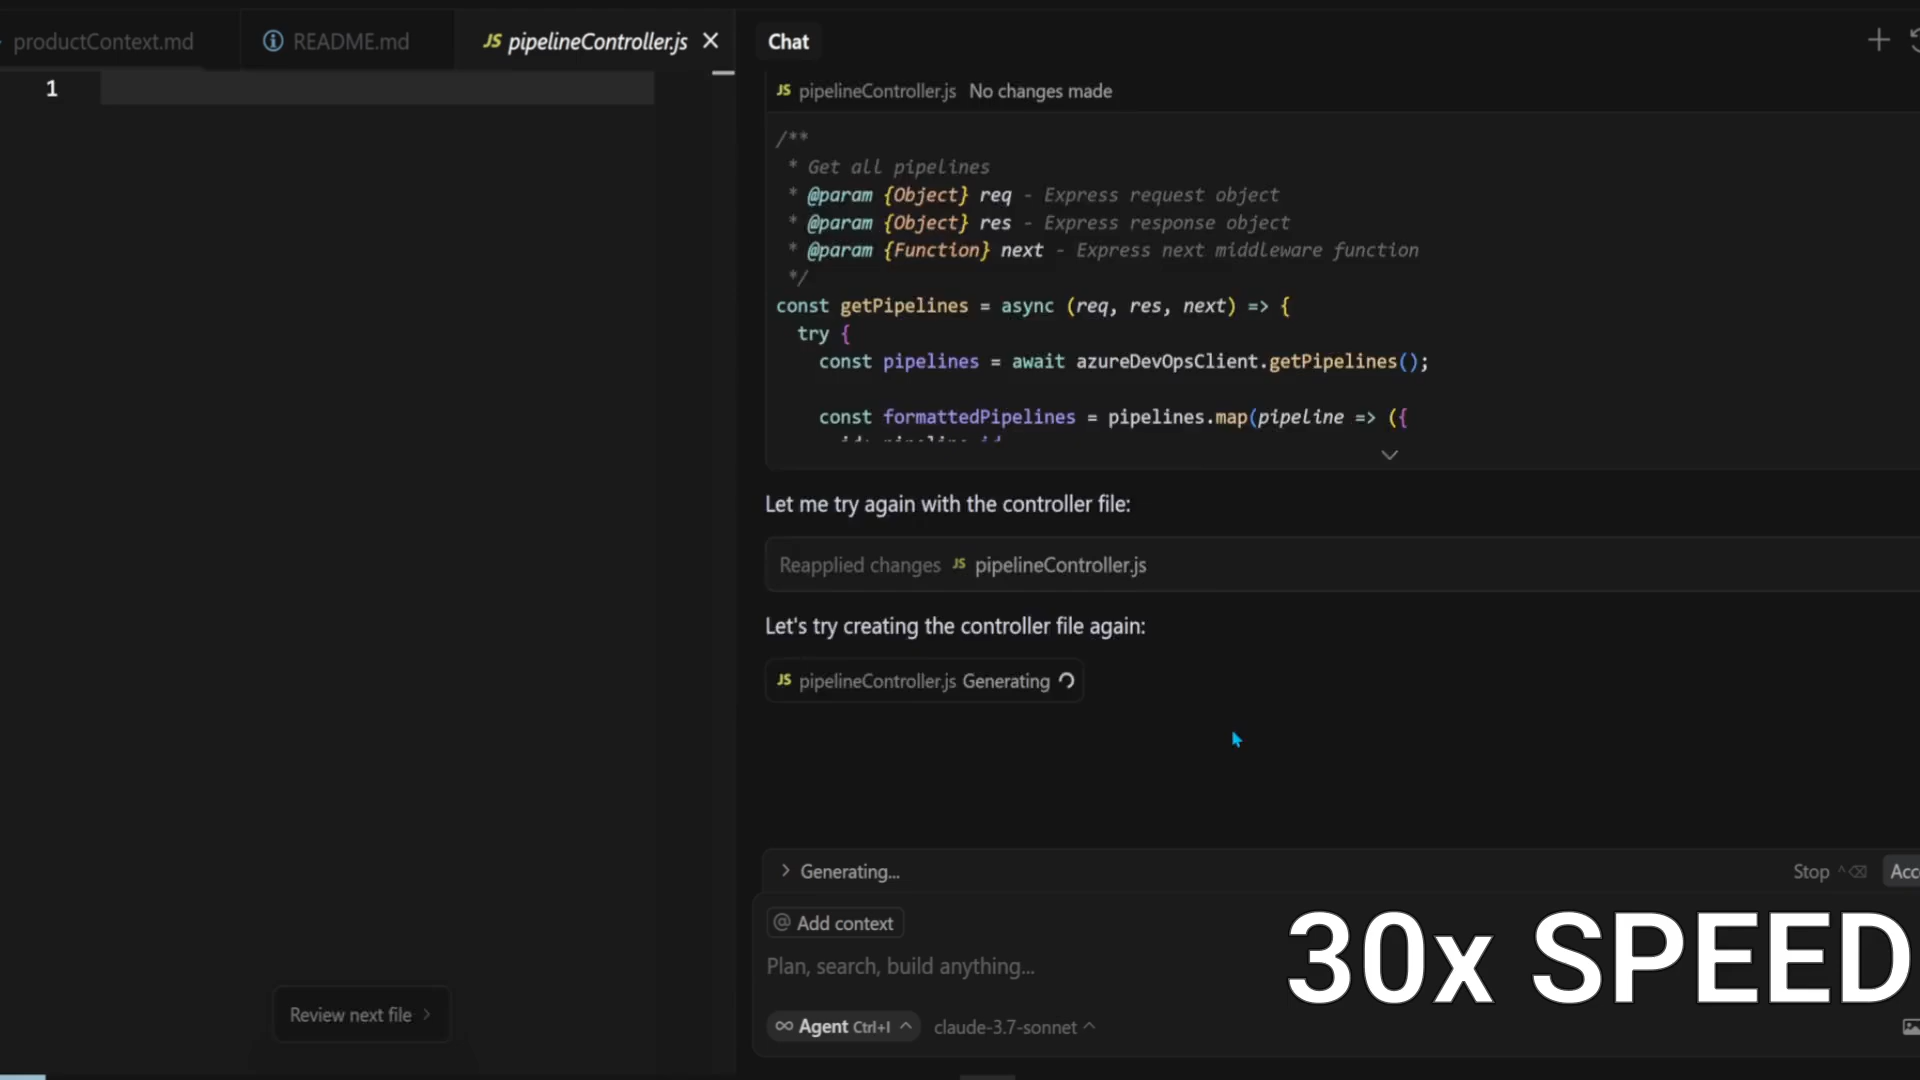 productContext.md
README.md
JS pipelineController.js
1
Chat
JS pipelineController.js No changes made
/**
* Get all pipelines
* @param {Object} req - Express request object
* @param {Object} res - Express response object
* @param {Function} next - Express next middleware function
*/
const getPipelines = async (req, res, next) => {
try {
const pipelines = await azureDevOpsClient.getPipelines();
const formattedPipelines = pipelines.map(pipeline => ({
Let me try again with the controller file:
Reapplied changes JS pipelineController.js
Let's try creating the controller file again:
JS pipelineController.js Generating
Generating...
Stop
@ Add context
Plan, search, build anything...
30x SPEED
Review next file
Agent Ctrl+I
claude-3.7-sonnet